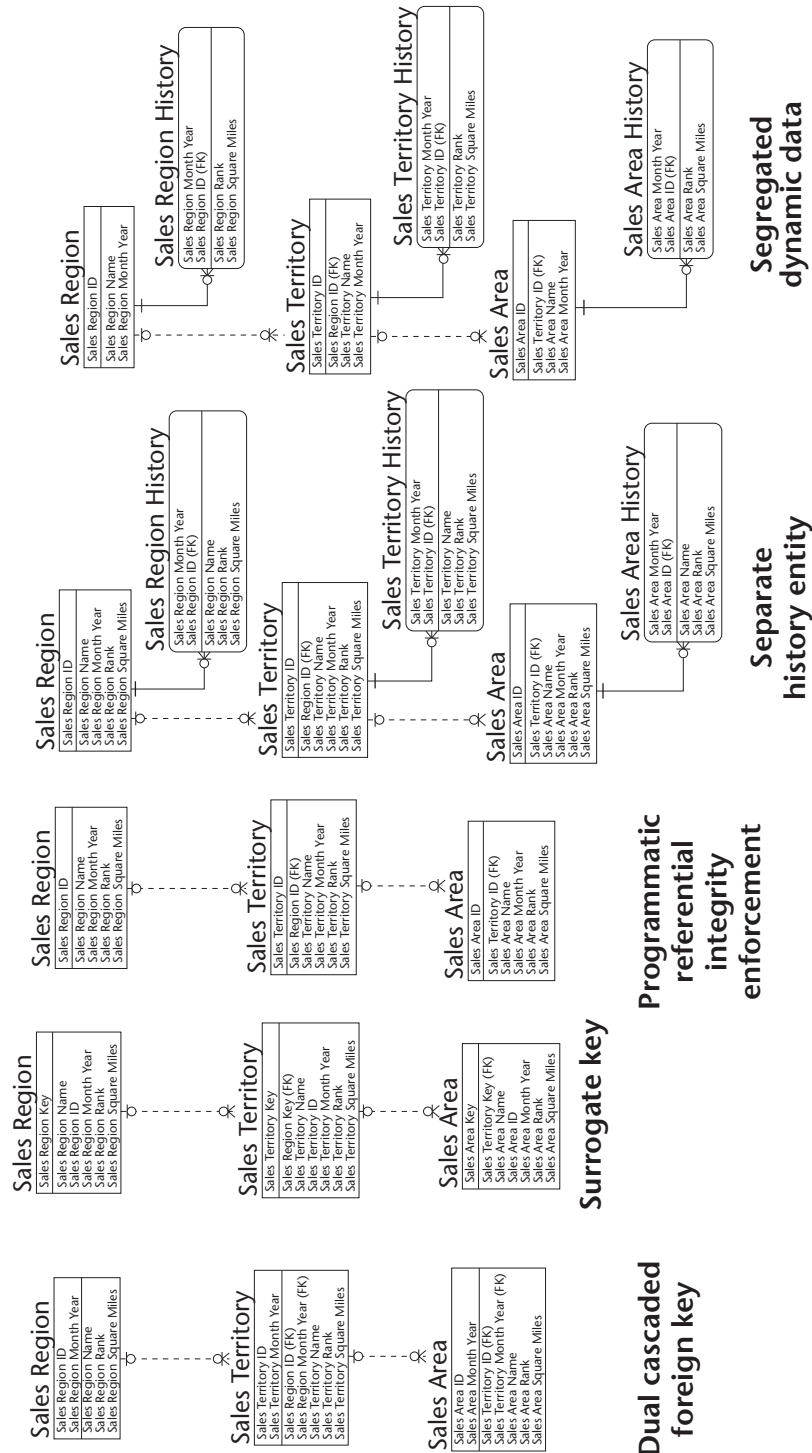 Sales Region
Sales Region ID
Sales Region Month Year
Sales Region Name
Sales Region Rank
Sales Region Square Miles
Sales Territory
Sales Territory ID
Sales Territory Month Year
Sales Region ID (FK)
Sales Region Month Year (FK)
Sales Territory Name
Sales Territory Rank
Sales Territory Square Miles
Sales Area
Sales Area ID
Sales Area Month Year
Sales Territory ID (FK)
Sales Territory Month Year (FK)
Sales Area Name
Sales Area Rank
Sales Area Square Miles
Dual cascaded
foreign key
Sales Region
Sales Region Key
Sales Region Name
Sales Region ID
Sales Region Month Year
Sales Region Rank
Sales Region Square Miles
Sales Territory
Sales Territory Key
Sales Region Key (FK)
Sales Territory Name
Sales Territory ID
Sales Territory Month Year
Sales Territory Rank
Sales Territory Square Miles
Sales Area
Sales Area Key
Sales Territory Key (FK)
Sales Area Name
Sales Area ID
Sales Area Month Year
Sales Area Rank
Sales Area Square Miles
Surrogate key
Sales Region
Sales Region ID
Sales Region Name
Sales Region Month Year
Sales Region Rank
Sales Region Square Miles
Sales Territory
Sales Territory ID
Sales Region ID (FK)
Sales Territory Name
Sales Territory Month Year
Sales Territory Rank
Sales Territory Square Miles
Sales Area
Sales Area ID
Sales Territory ID (FK)
Sales Area Name
Sales Area Month Year
Sales Area Rank
Sales Area Square Miles
Programmatic
referential
integrity
enforcement
Sales Region
Sales Region ID
Sales Region Name
Sales Region Month Year
Sales Region Rank
Sales Region Square Miles
Sales Region History
Sales Region Month Year
Sales Region ID (FK)
Sales Region Name
Sales Region Rank
Sales Region Square Miles
Sales Territory
Sales Territory ID
Sales Region ID (FK)
Sales Territory Name
Sales Territory Month Year
Sales Territory Rank
Sales Territory Square Miles
Sales Territory History
Sales Territory Month Year
Sales Territory ID (FK)
Sales Territory Name
Sales Territory Rank
Sales Territory Square Miles
Sales Area
Sales Area ID
Sales Territory ID (FK)
Sales Area Name
Sales Area Month Year
Sales Area Rank
Sales Area Square Miles
Sales Area History
Sales Area Month Year
Sales Area ID (FK)
Sales Area Name
Sales Area Rank
Sales Area Square Miles
Separate
history entity
Sales Region
Sales Region ID
Sales Region Name
Sales Region Month Year
Sales Region History
Sales Region Month Year
Sales Region ID (FK)
Sales Region Rank
Sales Region Square Miles
Sales Territory
Sales Territory ID
Sales Region ID (FK)
Sales Territory Name
Sales Territory Month Year
Sales Territory History
Sales Territory Month Year
Sales Territory ID (FK)
Sales Territory Rank
Sales Territory Square Miles
Sales Area
Sales Area ID
Sales Territory ID (FK)
Sales Area Name
Sales Area Month Year
Sales Area History
Sales Area Month Year
Sales Area ID (FK)
Sales Area Rank
Sales Area Square Miles
Segregated
dynamic data